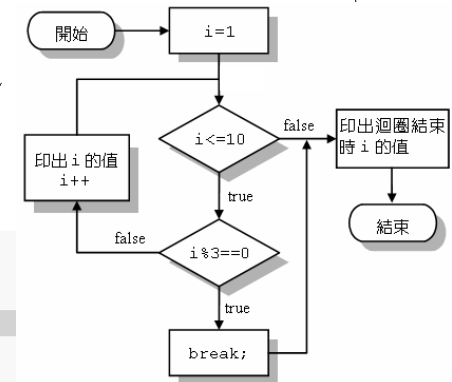 開始
i=1
i<=10
false
印出迴圈結束
時 i 的值
印出 i 的值
i++
true
結束
false
i%3==0
true
break;